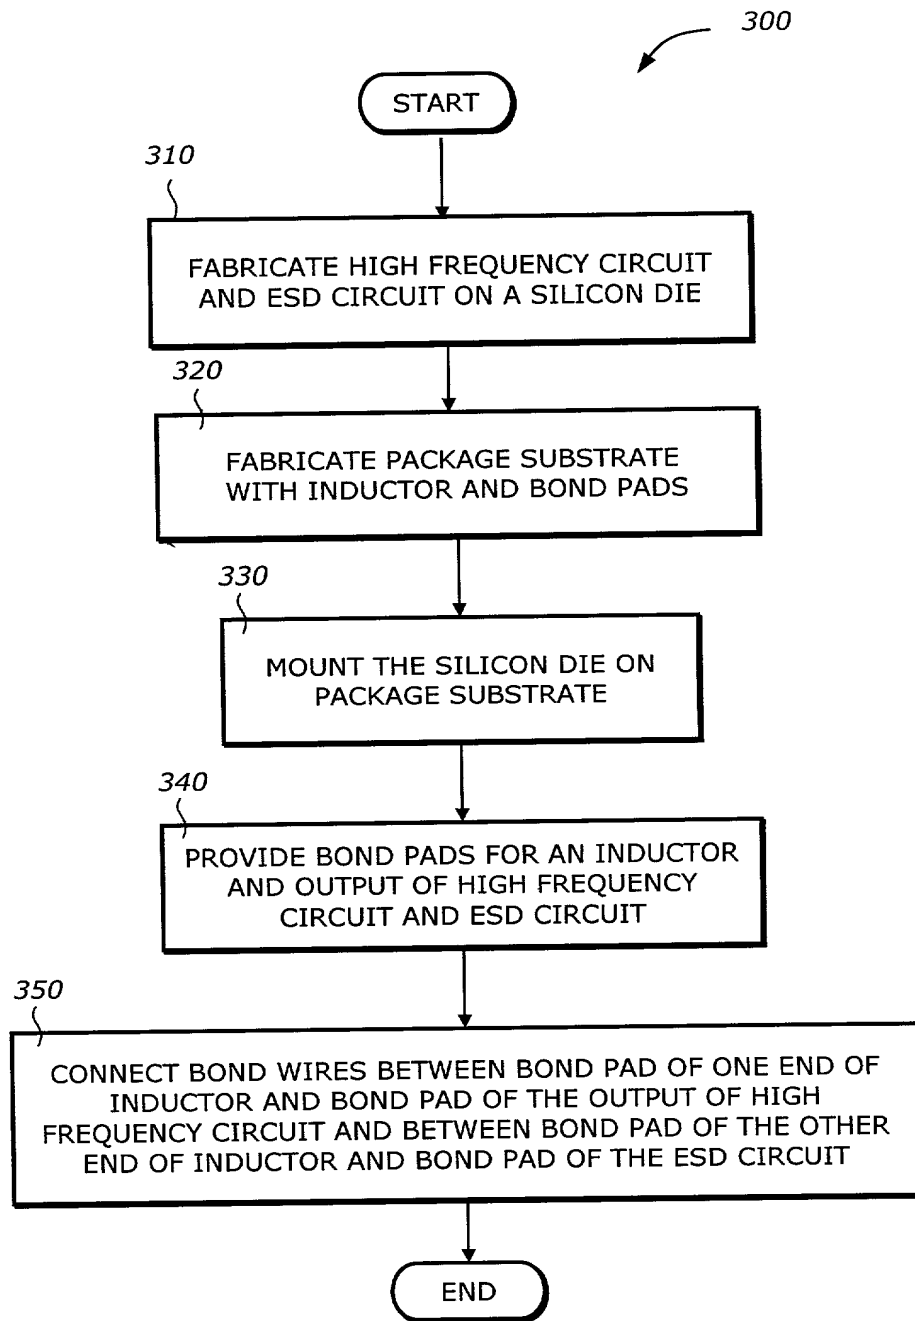 300
START
310
FABRICATE HIGH FREQUENCY CIRCUIT
AND ESD CIRCUIT ON A SILICON DIE
320
FABRICATE PACKAGE SUBSTRATE
WITH INDUCTOR AND BOND PADS
330
MOUNT THE SILICON DIE ON
PACKAGE SUBSTRATE
340
PROVIDE BOND PADS FOR AN INDUCTOR
AND OUTPUT OF HIGH FREQUENCY
CIRCUIT AND ESD CIRCUIT
350
CONNECT BOND WIRES BETWEEN BOND PAD OF ONE END OF
INDUCTOR AND BOND PAD OF THE OUTPUT OF HIGH
FREQUENCY CIRCUIT AND BETWEEN BOND PAD OF THE OTHER
END OF INDUCTOR AND BOND PAD OF THE ESD CIRCUIT
END